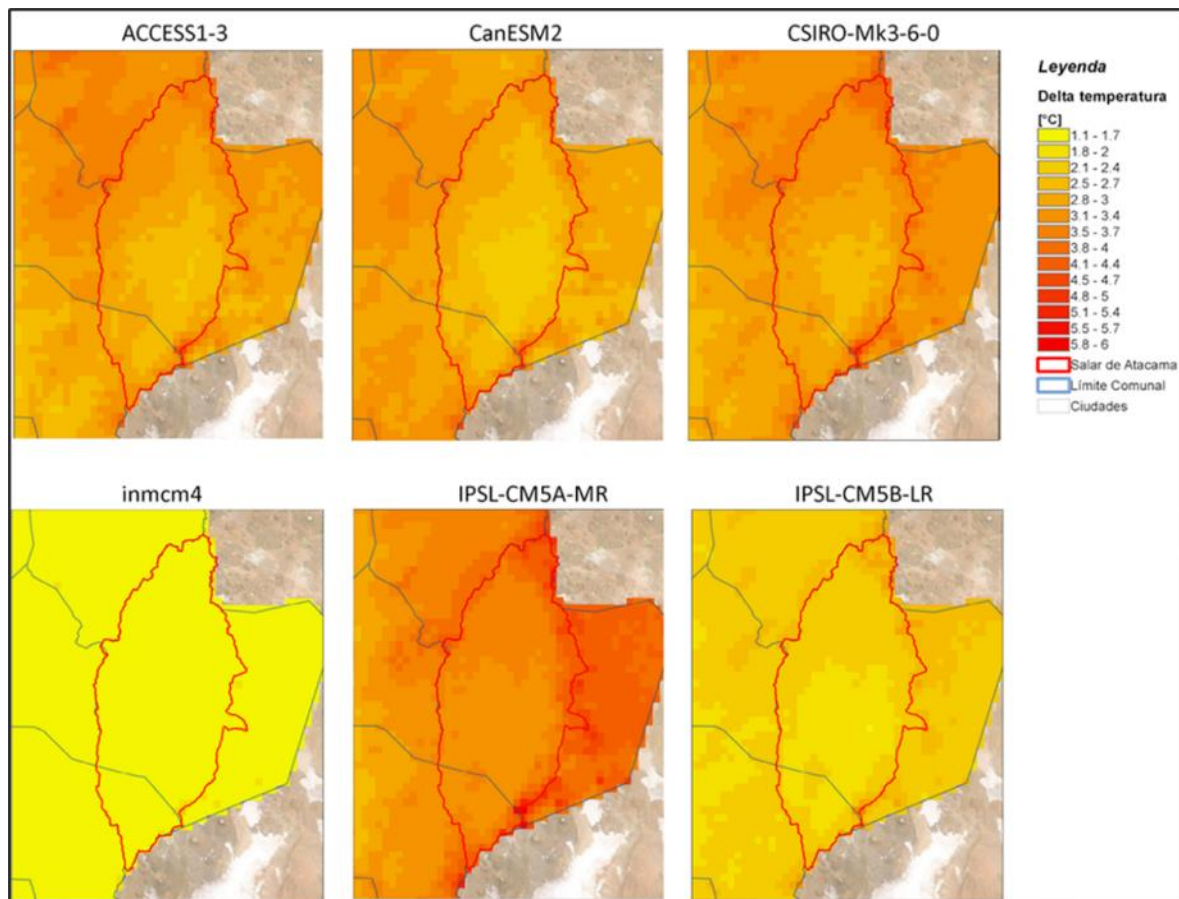 ACCESS1-3
CanESM2
CSIRO-Mk3-6-0
Leyenda
Delta temperatura
[°C]
1.1 - 1.7
1.8 - 2
2.1 - 2.4
2.5 - 2.7
2.8 - 3
3.1 - 3.4
3.5 - 3.7
3.8 - 4
4.1 - 4.4
4.5 - 4.7
4.8 - 5
5.1 - 5.4
5.5 - 5.7
5.8 - 6
Salar de Atacama
Límite Comunal
Ciudades
inmcm4
IPSL-CM5A-MR
IPSL-CM5B-LR